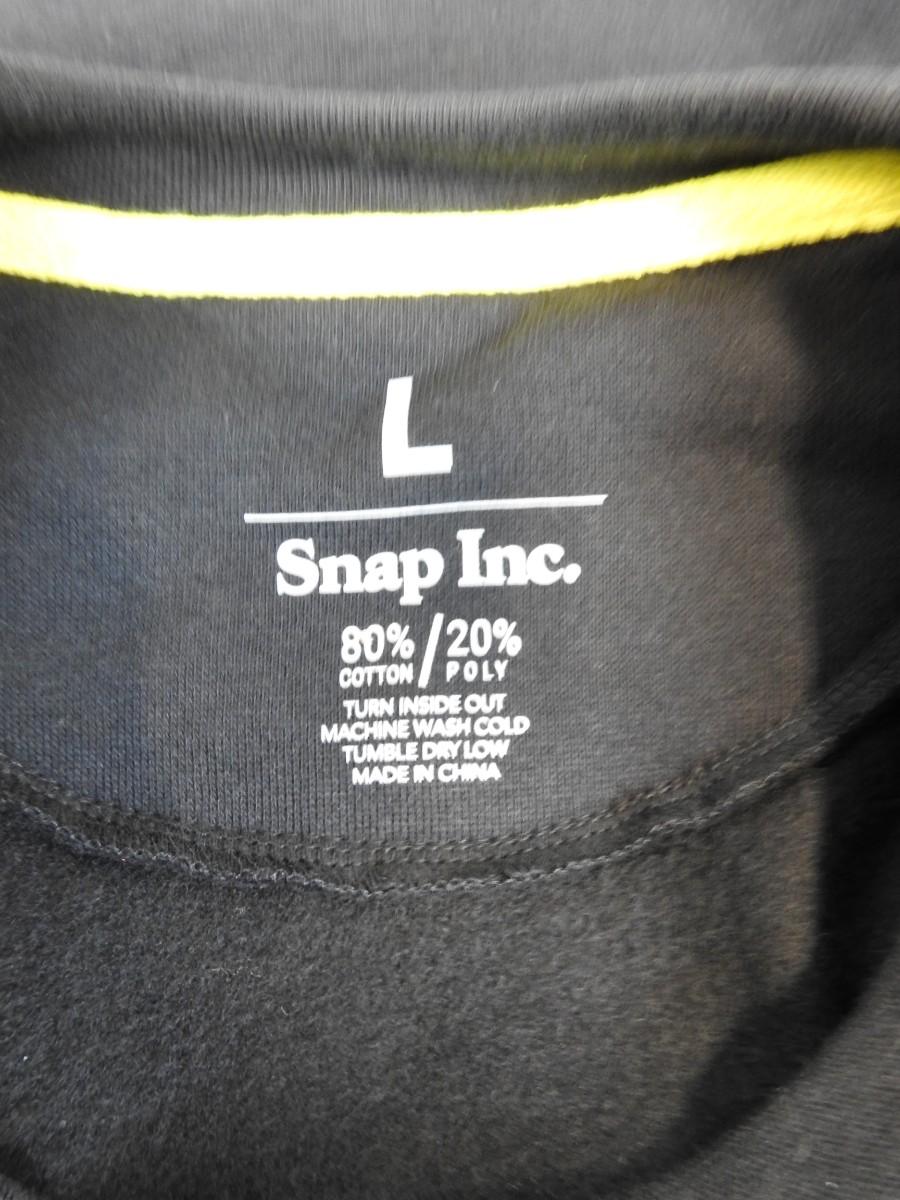 L
Snap Inc.
80% / 20%
COTTON POLY
TURN INSIDE OUT
MACHINE WASH COLD
TUMBLE DRY LOW
MADE IN CHINA